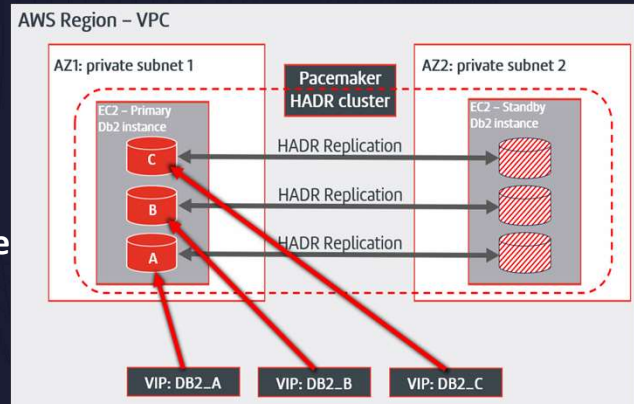 AWS Region – VPC
AZ1: private subnet 1
Pacemaker
HADR cluster
AZ2: private subnet 2
EC2 – Primary
Db2 instance
EC2 – Standby
Db2 instance
C
HADR Replication
B
HADR Replication
e
A
HADR Replication
VIP: DB2_A
VIP: DB2_B
VIP: DB2_C